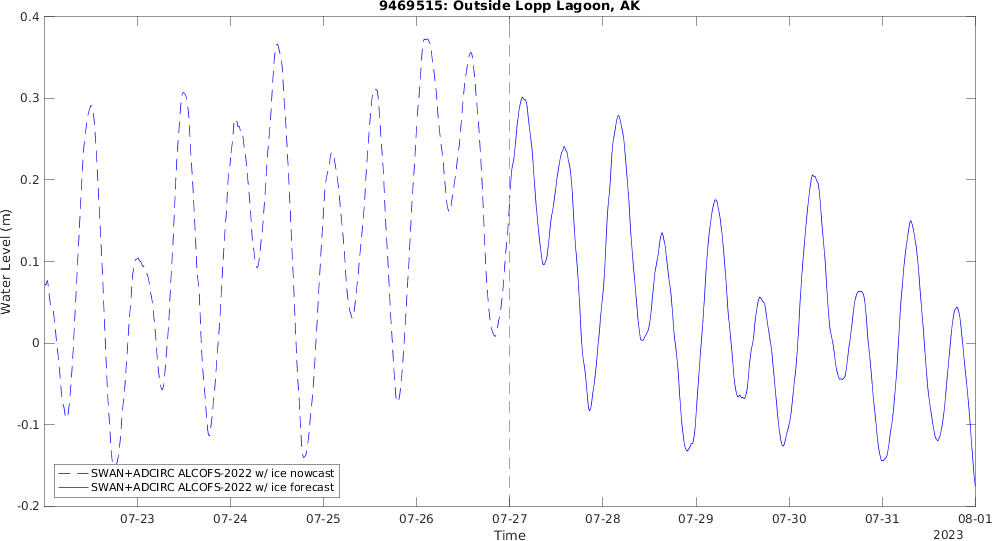 9469515: Outside Lopp Lagoon, AK
Water Level (m)
0.4
0.3
0.2
0.1
0
-0.1
-0.2
SWAN+ADCIRC ALCOFS-2022 w/ ice nowcast
SWAN+ADCIRC ALCOFS-2022 w/ ice forecast
07-23 07-24 07-25 07-26 07-27 07-28 07-29 07-30 07-31 08-01
Time
2023